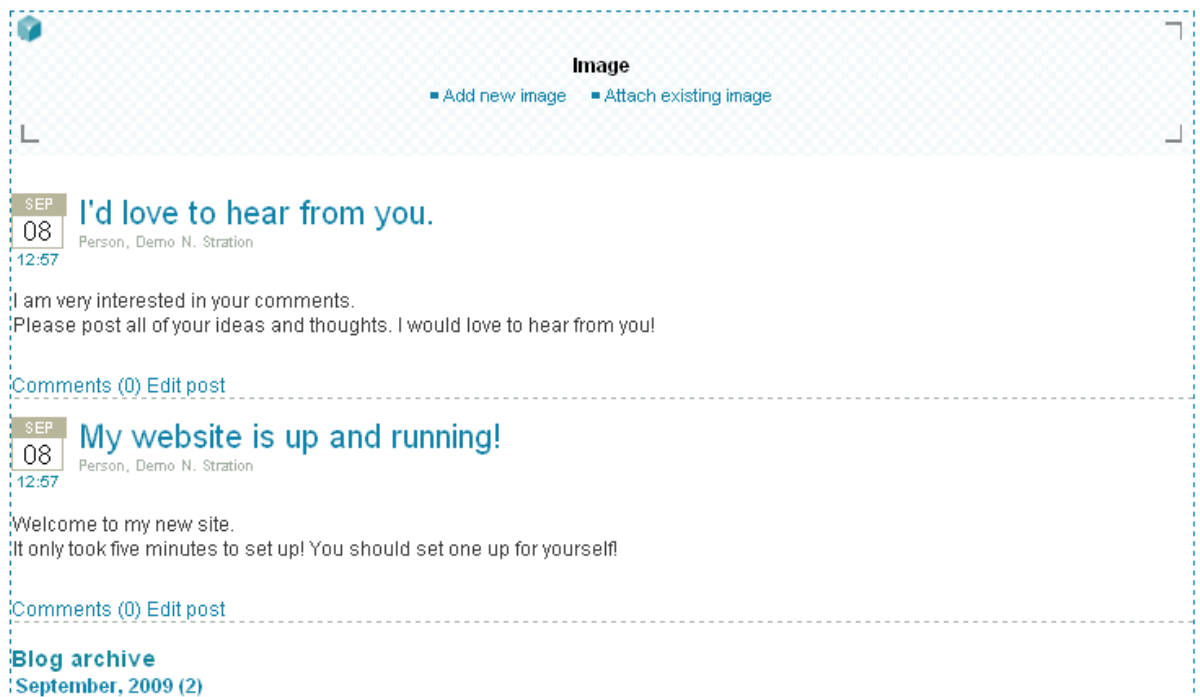 Image
Add new image Attach existing image
SEP
08
12:57
I'd love to hear from you.
Person, Demo N. Stration
I am very interested in your comments.
Please post all of your ideas and thoughts. I would love to hear from you!
Comments (0) Edit post
SEP
08
12:57
My website is up and running!
Person, Demo N. Stration
Welcome to my new site.
It only took five minutes to set up! You should set one up for yourself!
Comments (0) Edit post
Blog archive
September, 2009 (2)